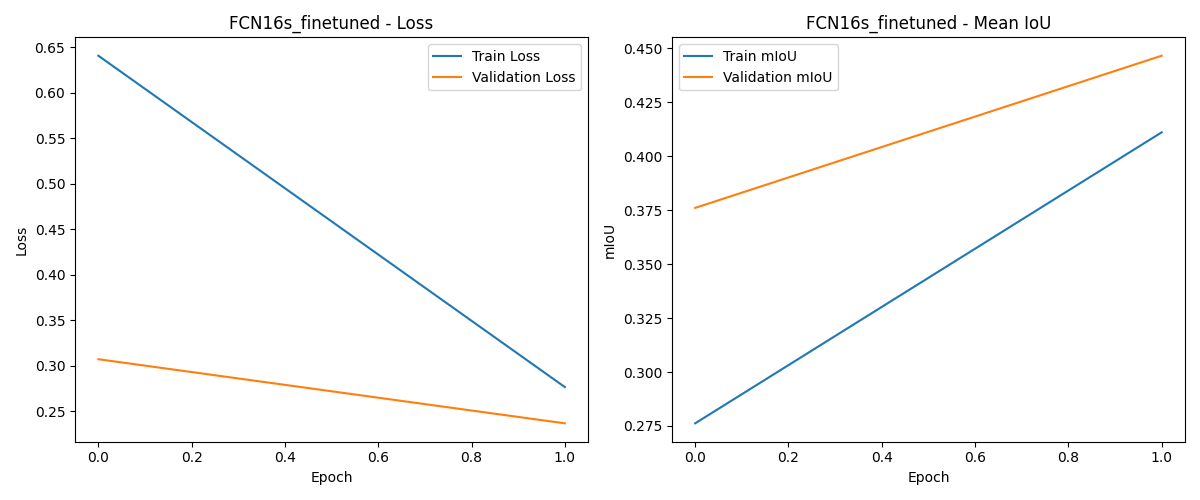 FCN16s_finetuned - Loss
Train Loss
Validation Loss
0.65
0.60
0.55
0.50
0.45
0.40
0.35
0.30
0.25
Loss
0.0 0.2 0.4 0.6 0.8 1.0
Epoch
FCN16s_finetuned - Mean IoU
Train mIoU
Validation mIoU
0.450
0.425
0.400
0.375
0.350
0.325
0.300
0.275
mIoU
0.0 0.2 0.4 0.6 0.8 1.0
Epoch